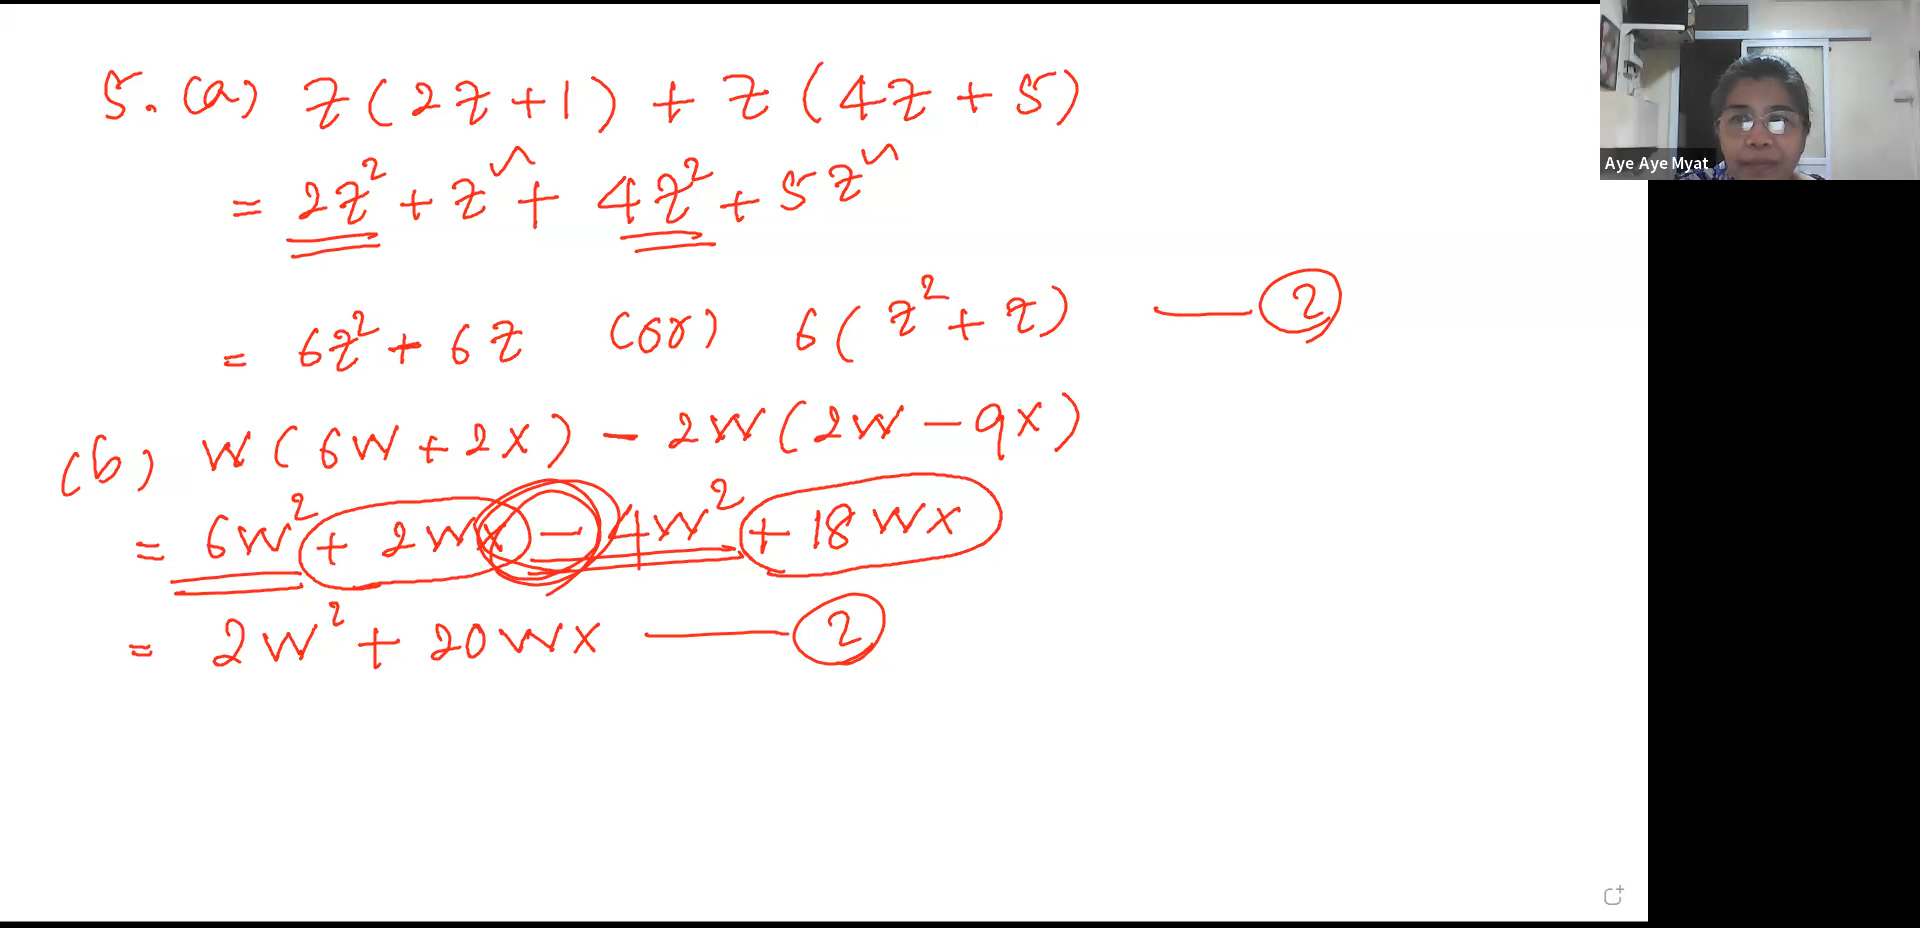 5. (a) z(2z+1) + z(4z+5)
= 2z² + z + 4z² + 5z
= 6z² + 6z (or) 6(z² + z) — 2
(b) w(6w+2x) - 2w(2w-9x)
= 6w² + 2wx - 4w² + 18wx
= 2w² + 20wx — 2
Aye Aye Myat